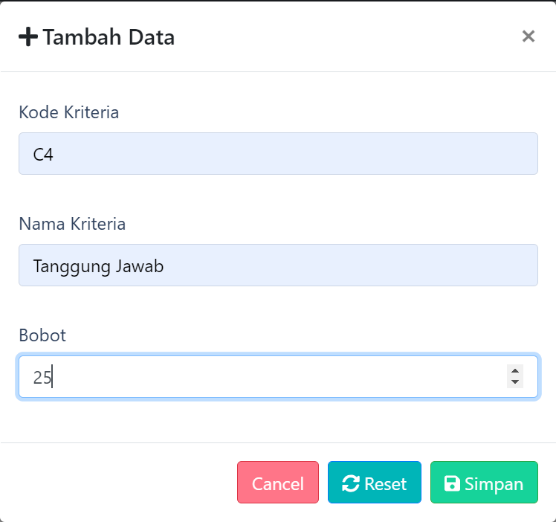 Tambah Data
Kode Kriteria
C4
Nama Kriteria
Tanggung Jawab
Bobot
25
Cancel Reset Simpan